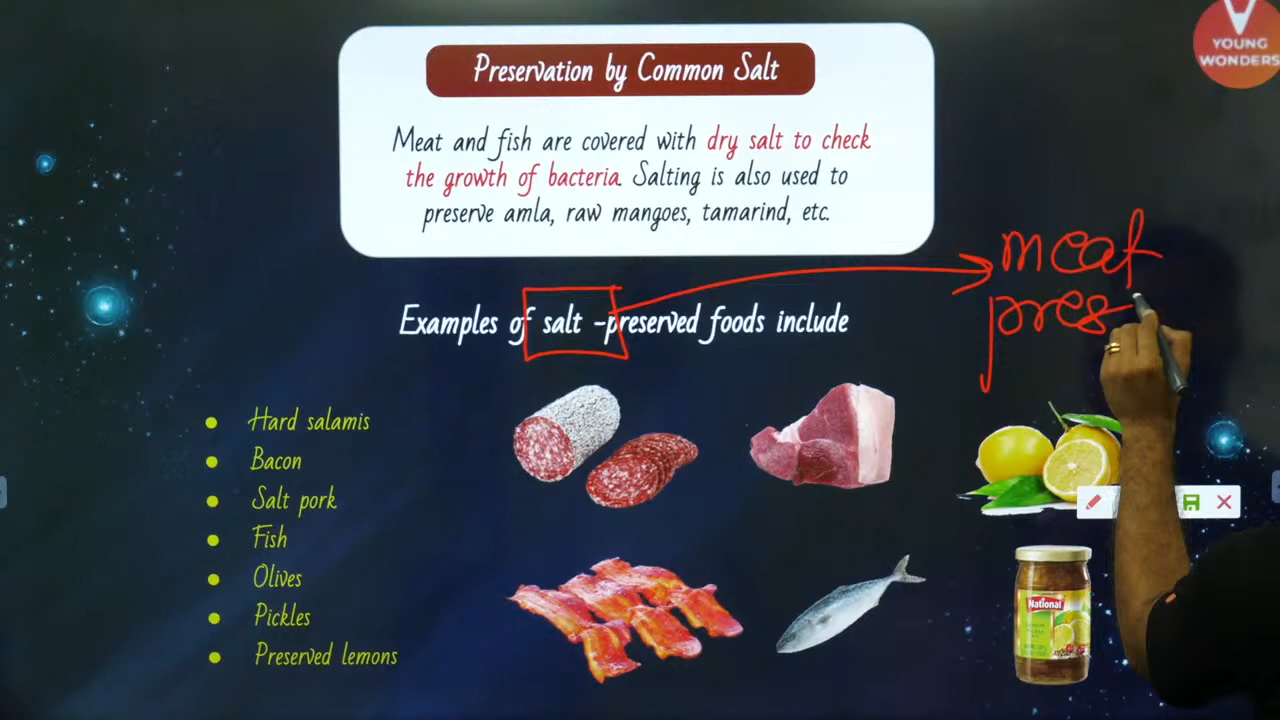 YOUNG
WONDERS
Preservation by Common Salt
Meat and fish are covered with dry salt to check
the growth of bacteria. Salting is also used to
preserve amla, raw mangoes, tamarind, etc.
meat
pres
Examples of salt -preserved foods include
Hard salamis
Bacon
Salt pork
Fish
Olives
Pickles
Preserved lemons
National